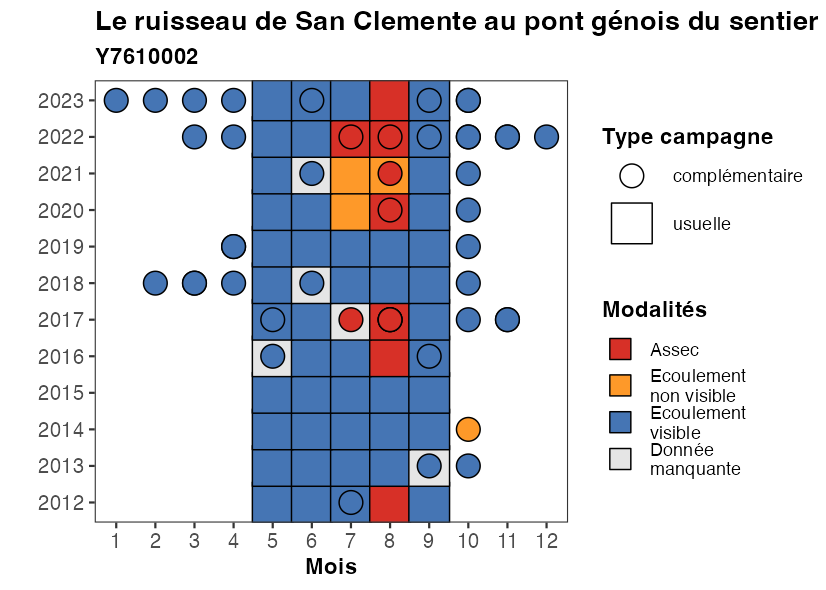 Le ruisseau de San Clemente au pont génois du sentier
Y7610002
2023
2022
2021
2020
2019
2018
2017
2016
2015
2014
2013
2012
1 2 3 4 5 6 7 8 9 10 11 12
Mois
Type campagne
complémentaire
usuelle
Modalités
Assec
Ecoulement
non visible
Ecoulement
visible
Donnée
manquante